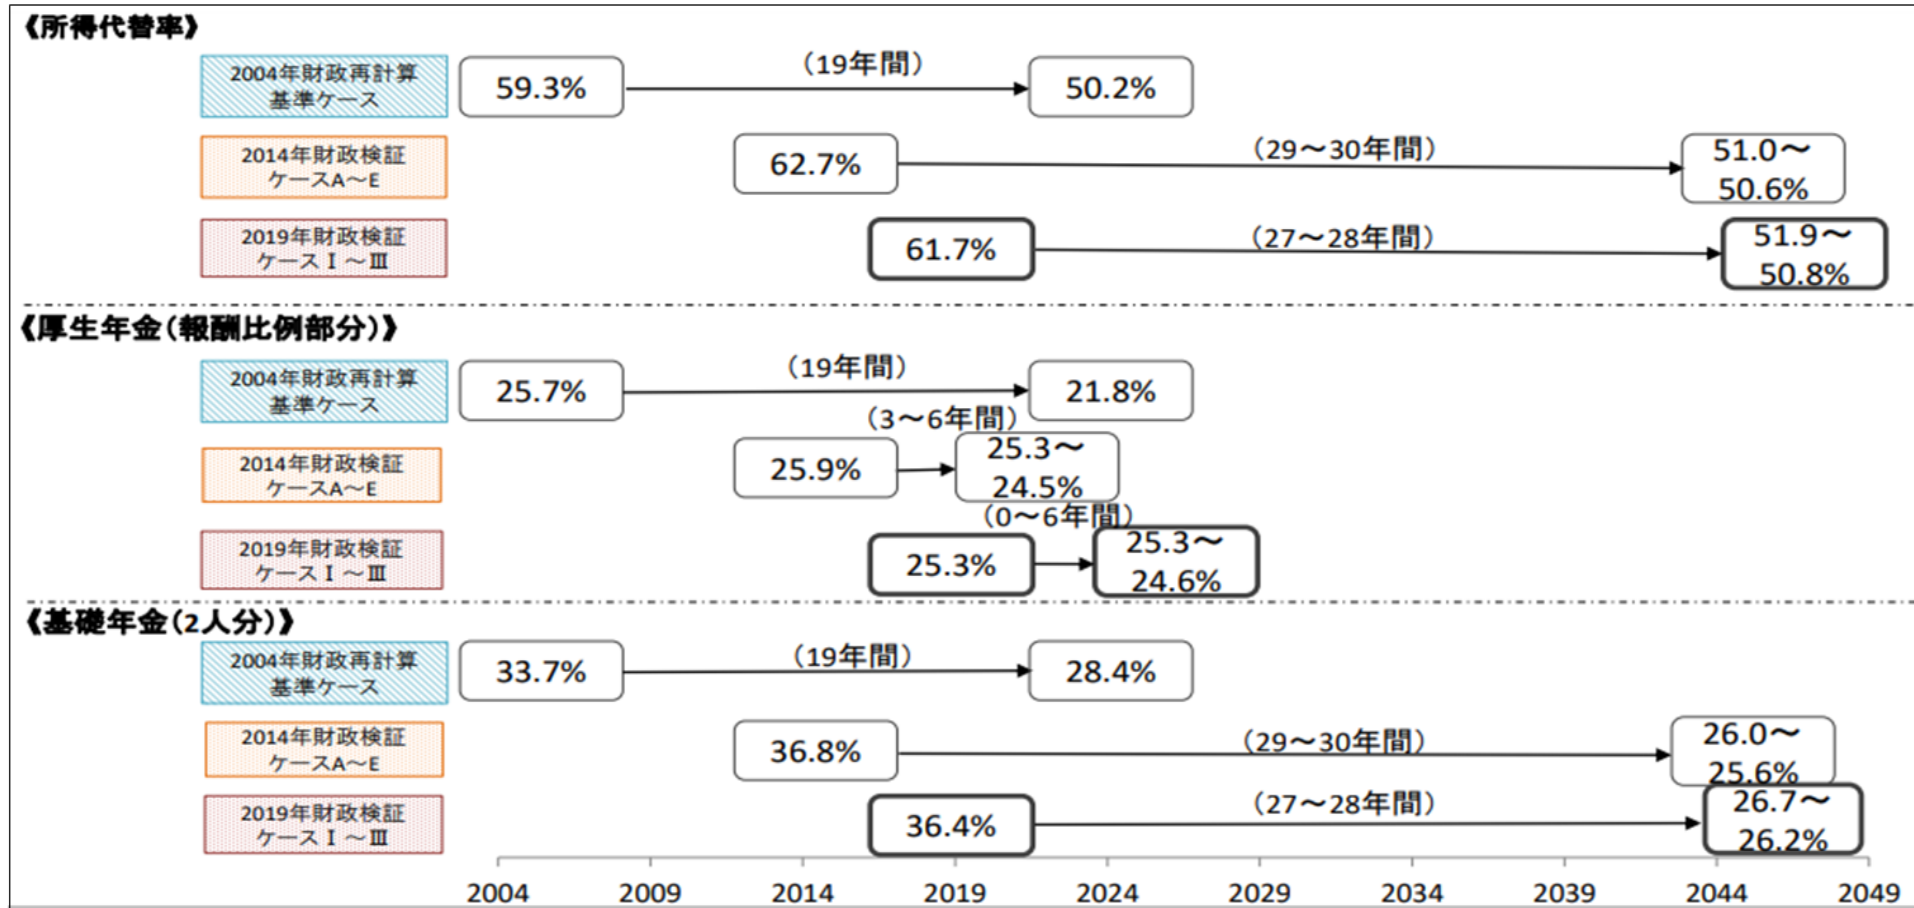 《所得代替率》
2004年財政再計算
基準ケース
59.3%
（19年間）
50.2%
2014年財政検証
ケースA～E
62.7%
（29～30年間）
51.0～
50.6%
2019年財政検証
ケースⅠ～Ⅲ
61.7%
（27～28年間）
51.9～
50.8%
《厚生年金（報酬比例部分）》
2004年財政再計算
基準ケース
25.7%
（19年間）
21.8%
2014年財政検証
ケースA～E
25.9%
（3～6年間）
25.3～
24.5%
2019年財政検証
ケースⅠ～Ⅲ
25.3%
（0～6年間）
25.3～
24.6%
《基礎年金（2人分）》
2004年財政再計算
基準ケース
33.7%
（19年間）
28.4%
2014年財政検証
ケースA～E
36.8%
（29～30年間）
26.0～
25.6%
2019年財政検証
ケースⅠ～Ⅲ
36.4%
（27～28年間）
26.7～
26.2%
2004 2009 2014 2019 2024 2029 2034 2039 2044 2049